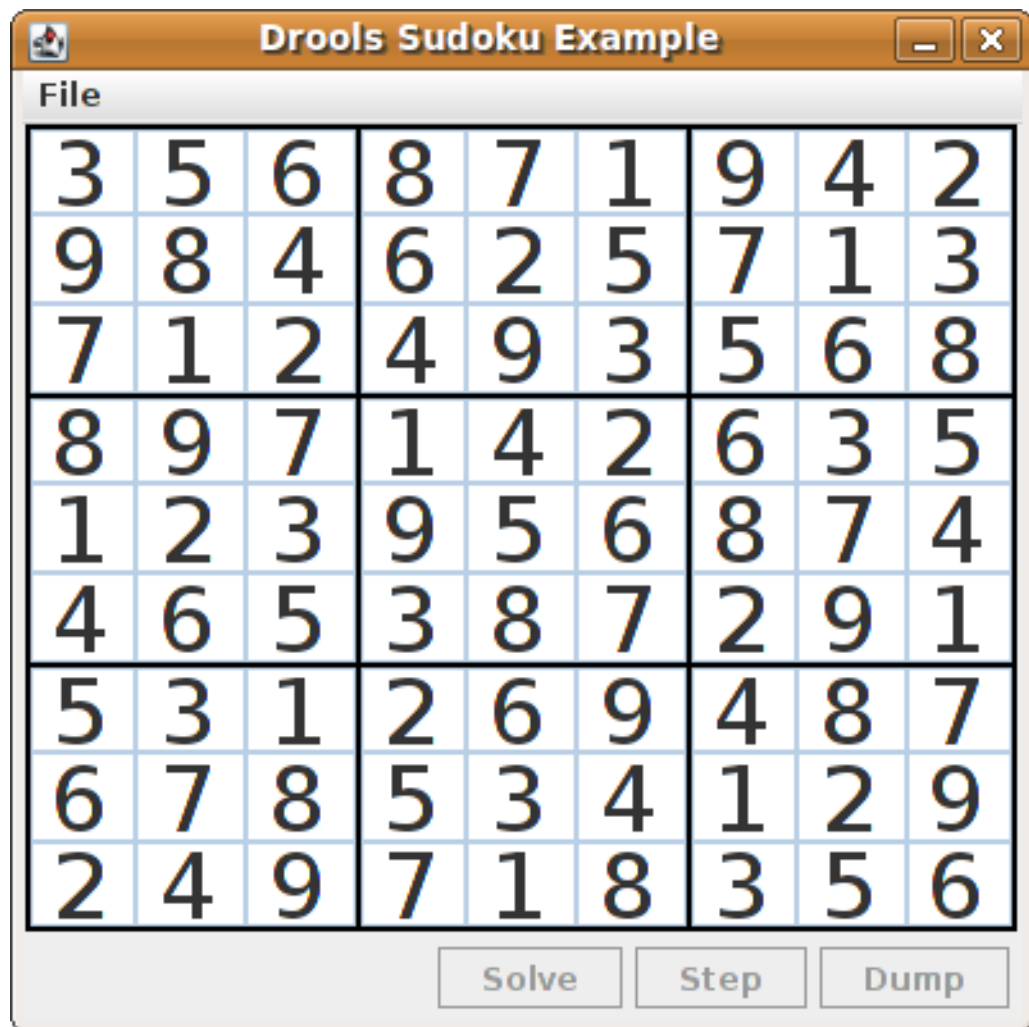 Drools Sudoku Example
File
3 5 6 8 7 1 9 4 2
9 8 4 6 2 5 7 1 3
7 1 2 4 9 3 5 6 8
8 9 7 1 4 2 6 3 5
1 2 3 9 5 6 8 7 4
4 6 5 3 8 7 2 9 1
5 3 1 2 6 9 4 8 7
6 7 8 5 3 4 1 2 9
2 4 9 7 1 8 3 5 6
Solve Step Dump